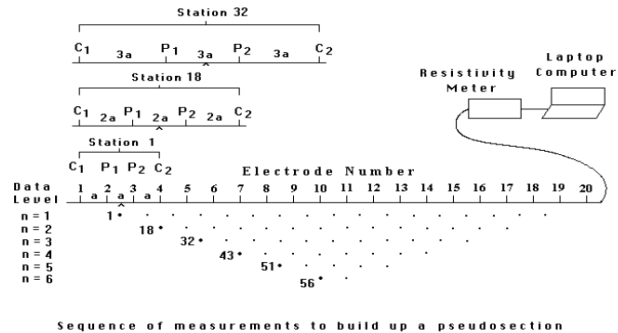 Station 32
C1 3a P1 3a P2 3a C2
Station 18
C1 2a P1 2a P2 2a C2
Station 1
C1 P1 P2 C2
Resistivity Meter
Laptop Computer
Electrode Number
Data Level
1 2 3 4 5 6 7 8 9 10 11 12 13 14 15 16 17 18 19 20
a a a
n = 1 1
n = 2 18
n = 3 32
n = 4 43
n = 5 51
n = 6 56
Sequence of measurements to build up a pseudosection